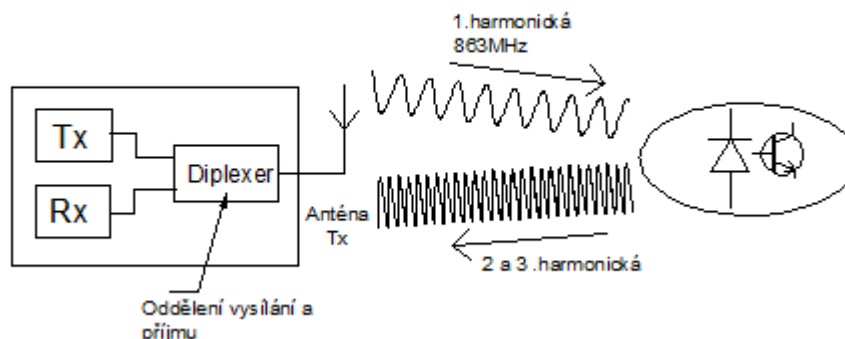 1.harmonická
863MHz
Tx
Rx
Diplexer
Anténa
Tx
2 a 3 .harmonická
Oddělení vysílání a
příjmu